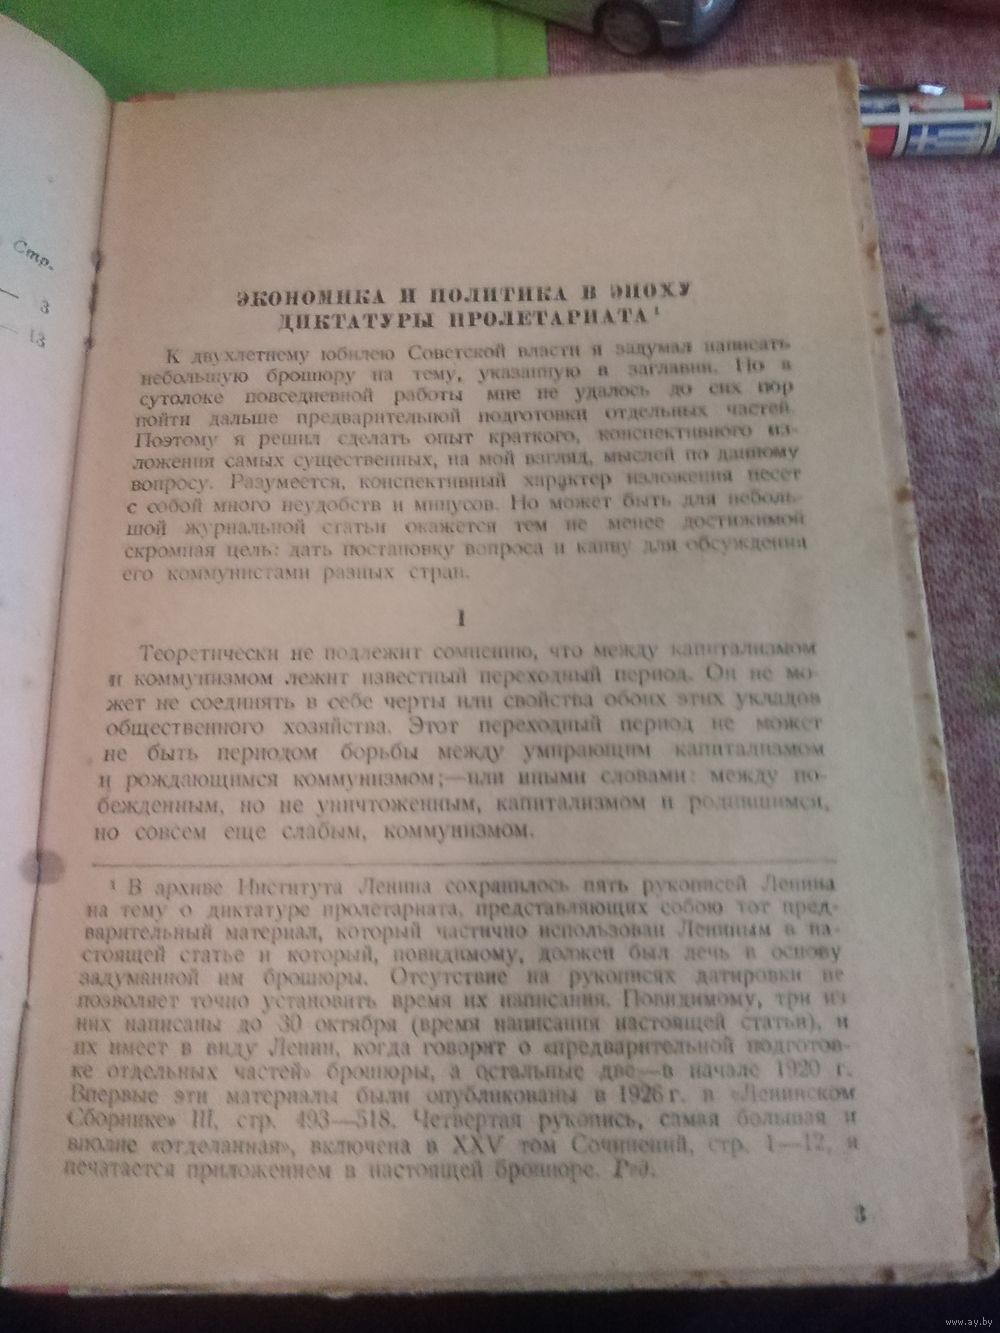 Стр.
3
13
ЭКОНОМИКА И ПОЛИТИКА В ЭПОХУ
ДИКТАТУРЫ ПРОЛЕТАРИАТА ¹
К двухлетнему юбилею Советской власти я задумал написать
небольшую брошюру на тему, указанную в заглавии. Но в
сутолоке повседневной работы мне не удалось до сих пор
пойти дальше предварительной подготовки отдельных частей.
Поэтому я решил сделать опыт краткого, конспективного из-
ложения самых существенных, на мой взгляд, мыслей по данному
вопросу. Разумеется, конспективный характер изложения несет
с собой много неудобств и минусов. Но может быть для неболь-
шой журнальной статьи окажется тем не менее достижимой
скромная цель: дать постановку вопроса и канву для обсуждения
его коммунистами разных стран.
I
Теоретически не подлежит сомнению, что между капитализмом
и коммунизмом лежит известный переходный период. Он не мо-
жет не соединять в себе черты или свойства обоих этих укладов
общественного хозяйства. Этот переходный период не может
не быть периодом борьбы между умирающим капитализмом
и рождающимся коммунизмом;—или иными словами: между по-
бежденным, но не уничтоженным, капитализмом и родившимся,
но совсем еще слабым, коммунизмом.
¹ В архиве Института Ленина сохранилось пять рукописей Ленина
на тему о диктатуре пролетариата, представляющих собою тот пред-
варительный материал, который частично использован Лениным в на-
стоящей статье и который, повидимому, должен был лечь в основу
задуманной им брошюры. Отсутствие на рукописях датировки не
позволяет точно установить время их написания. Повидимому, три из
них написаны до 30 октября (время написания настоящей статьи), и
их имеет в виду Ленин, когда говорят о «предварительной подготов-
ке отдельных частей» брошюры, а остальные две—в начале 1920 г.
Впервые эти материалы были опубликованы в 1926 г. в «Ленинском
Сборнике» III, стр. 493—518. Четвертая рукопись, самая большая и
вполне «отделанная», включена в XXV том Сочинений, стр. 1—12, и
печатается приложением в настоящей брошюре. Ред.
3
www.ay.by